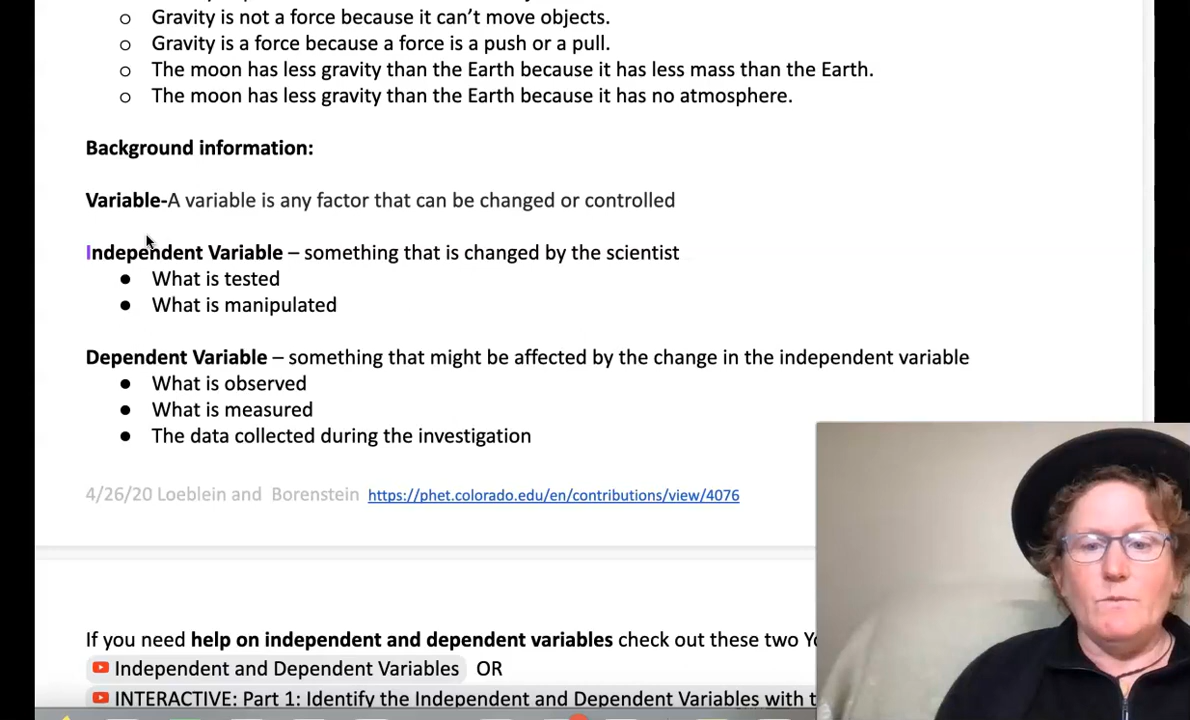 Gravity is not a force because it can't move objects.
Gravity is a force because a force is a push or a pull.
The moon has less gravity than the Earth because it has less mass than the Earth.
The moon has less gravity than the Earth because it has no atmosphere.
Background information:
Variable-A variable is any factor that can be changed or controlled
Independent Variable – something that is changed by the scientist
What is tested
What is manipulated
Dependent Variable – something that might be affected by the change in the independent variable
What is observed
What is measured
The data collected during the investigation
4/26/20 Loeblein and Borenstein https://phet.colorado.edu/en/contributions/view/4076
If you need help on independent and dependent variables check out these two
Independent and Dependent Variables OR
INTERACTIVE: Part 1: Identify the Independent and Dependent Variables with